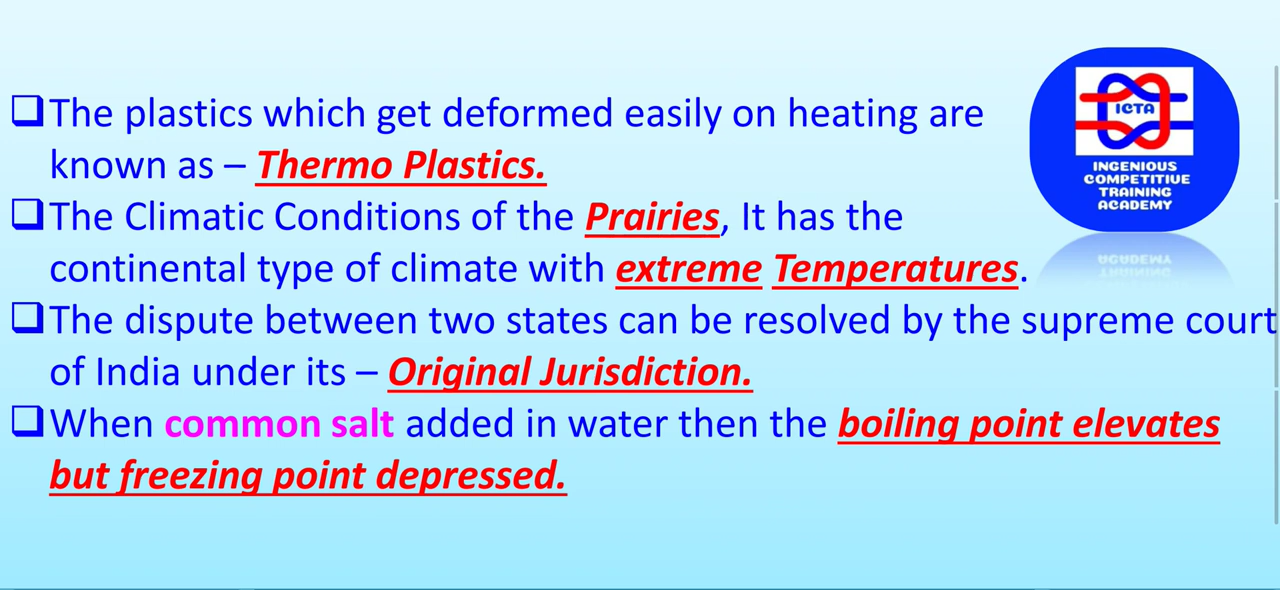 ❑The plastics which get deformed easily on heating are
known as – Thermo Plastics.
❑The Climatic Conditions of the Prairies, It has the
continental type of climate with extreme Temperatures.
❑The dispute between two states can be resolved by the supreme court
of India under its – Original Jurisdiction.
❑When common salt added in water then the boiling point elevates
but freezing point depressed.
ICTA
INGENIOUS
COMPETITIVE
TRAINING
ACADEMY